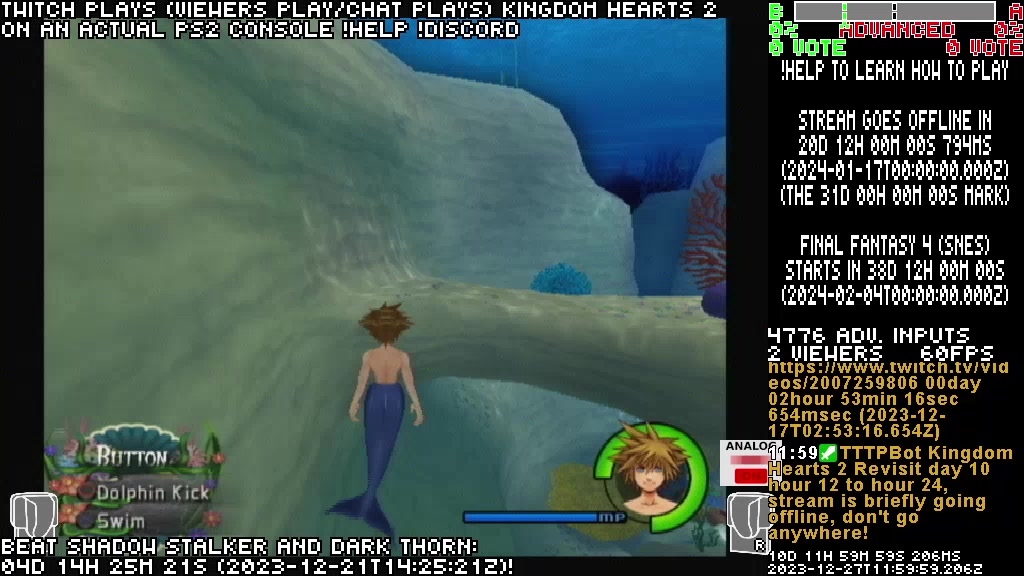 TWITCH PLAYS (VIEWERS PLAY/CHAT PLAYS) KINGDOM HEARTS 2
ON AN ACTUAL PS2 CONSOLE !HELP !DISCORD
B A
0% ADVANCED 0%
0 VOTE 0 VOTE
!HELP TO LEARN HOW TO PLAY
STREAM GOES OFFLINE IN
20D 12H 00M 00S 794MS
(2024-01-17T00:00:00.000Z)
(THE 31D 00H 00M 00S MARK)
FINAL FANTASY 4 (SNES)
STARTS IN 38D 12H 00M 00S
(2024-02-04T00:00:00.000Z)
4776 ADV. INPUTS
2 VIEWERS 60FPS
https://www.twitch.tv/vid
eos/2007259806 00day
02hour 53min 16sec
654msec (2023-12-
17T02:53:16.654Z)
11:59 TTTPBot Kingdom
Hearts 2 Revisit day 10
hour 12 to hour 24,
stream is briefly going
offline, don't go
anywhere!
10D 11H 59M 59S 206MS
2023-12-27T11:59:59.206Z
BUTTON
Dolphin Kick
Swim
MP
ANALOG
R
BEAT SHADOW STALKER AND DARK THORN:
04D 14H 25M 21S (2023-12-21T14:25:21Z)!